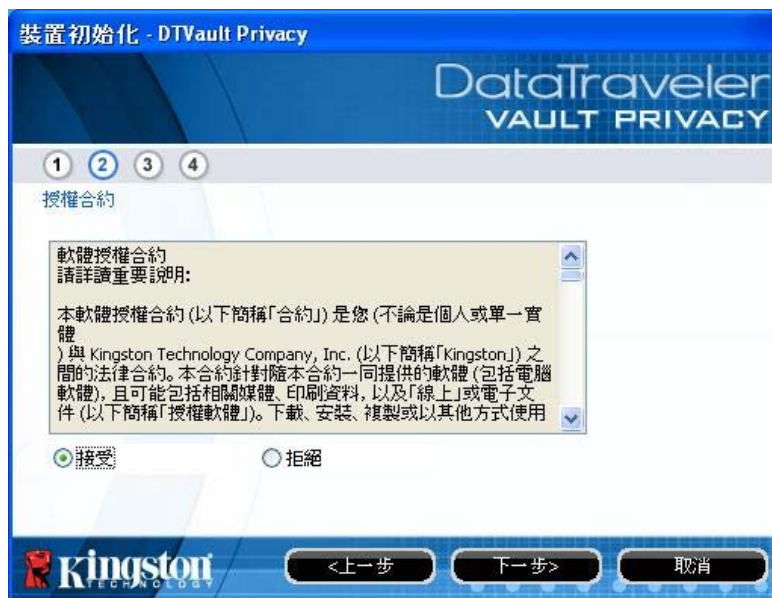 裝置初始化 - DTVault Privacy
DataTraveler
VAULT PRIVACY
1 2 3 4
授權合約
軟體授權合約
請詳讀重要說明:
本軟體授權合約 (以下簡稱「合約」) 是您 (不論是個人或單一實
體
) 與 Kingston Technology Company, Inc. (以下簡稱「Kingston」) 之
間的法律合約。本合約針對隨本合約一同提供的軟體 (包括電腦
軟體), 且可能包括相關媒體、印刷資料, 以及「線上」或電子文
件 (以下簡稱「授權軟體」)。下載、安裝、複製或以其他方式使用
接受 拒絕
Kingston
TECHNOLOGY
<上一步 下一步> 取消